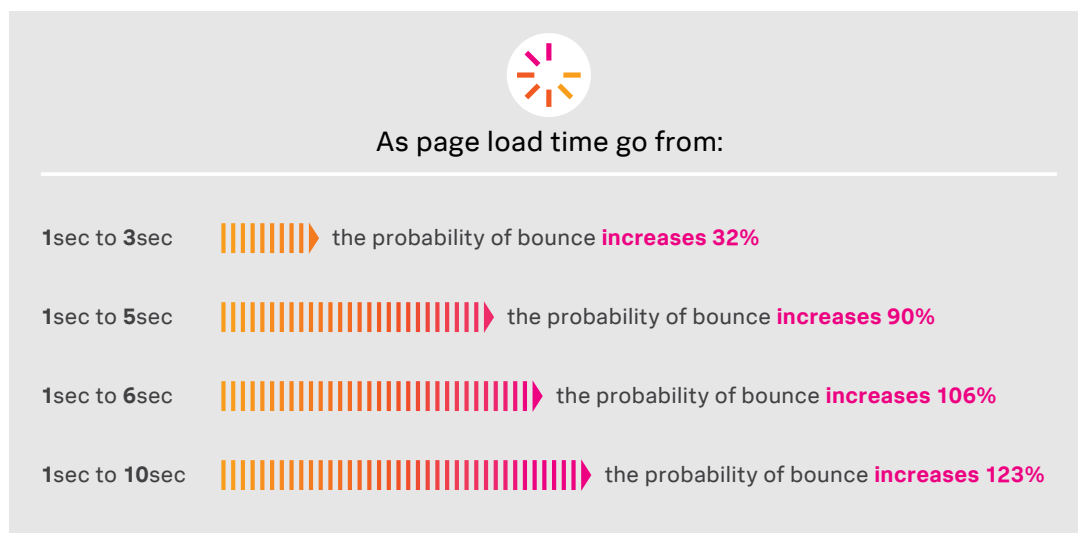 As page load time go from:
1sec to 3sec the probability of bounce increases 32%
1sec to 5sec the probability of bounce increases 90%
1sec to 6sec the probability of bounce increases 106%
1sec to 10sec the probability of bounce increases 123%